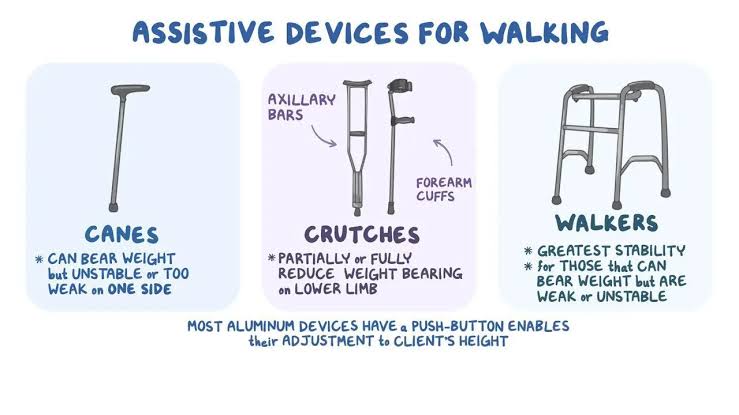 ASSISTIVE DEVICES FOR WALKING
AXILLARY
BARS
FOREARM
CUFFS
CANES
* CAN BEAR WEIGHT
but UNSTABLE or TOO
WEAK on ONE SIDE
CRUTCHES
* PARTIALLY or FULLY
REDUCE WEIGHT BEARING
on LOWER LIMB
WALKERS
* GREATEST STABILITY
* for THOSE that CAN
BEAR WEIGHT but ARE
WEAK or UNSTABLE
MOST ALUMINUM DEVICES HAVE a PUSH-BUTTON ENABLES
their ADJUSTMENT to CLIENT'S HEIGHT